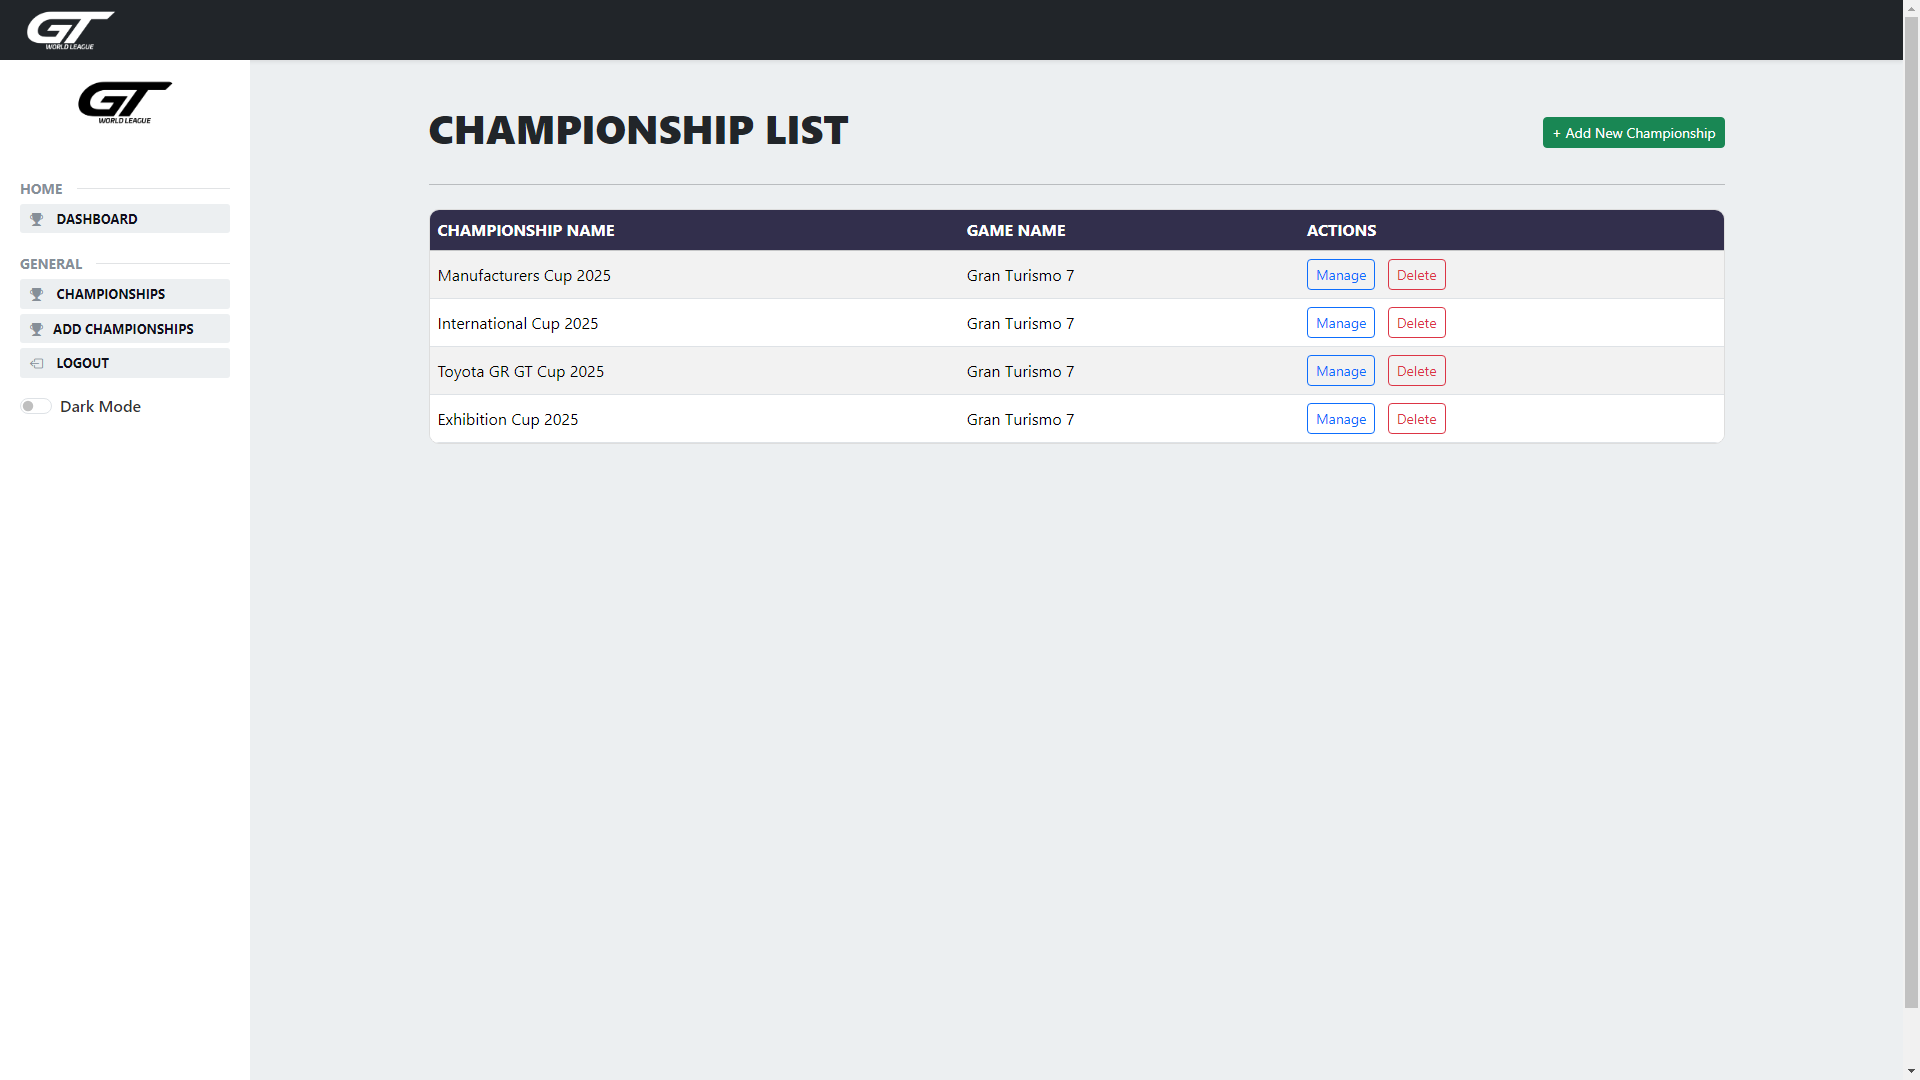 GT
WORLD LEAGUE
GT
WORLD LEAGUE
HOME
DASHBOARD
GENERAL
CHAMPIONSHIPS
ADD CHAMPIONSHIPS
LOGOUT
Dark Mode
CHAMPIONSHIP LIST
+ Add New Championship
CHAMPIONSHIP NAME GAME NAME ACTIONS
Manufacturers Cup 2025 Gran Turismo 7 Manage Delete
International Cup 2025 Gran Turismo 7 Manage Delete
Toyota GR GT Cup 2025 Gran Turismo 7 Manage Delete
Exhibition Cup 2025 Gran Turismo 7 Manage Delete